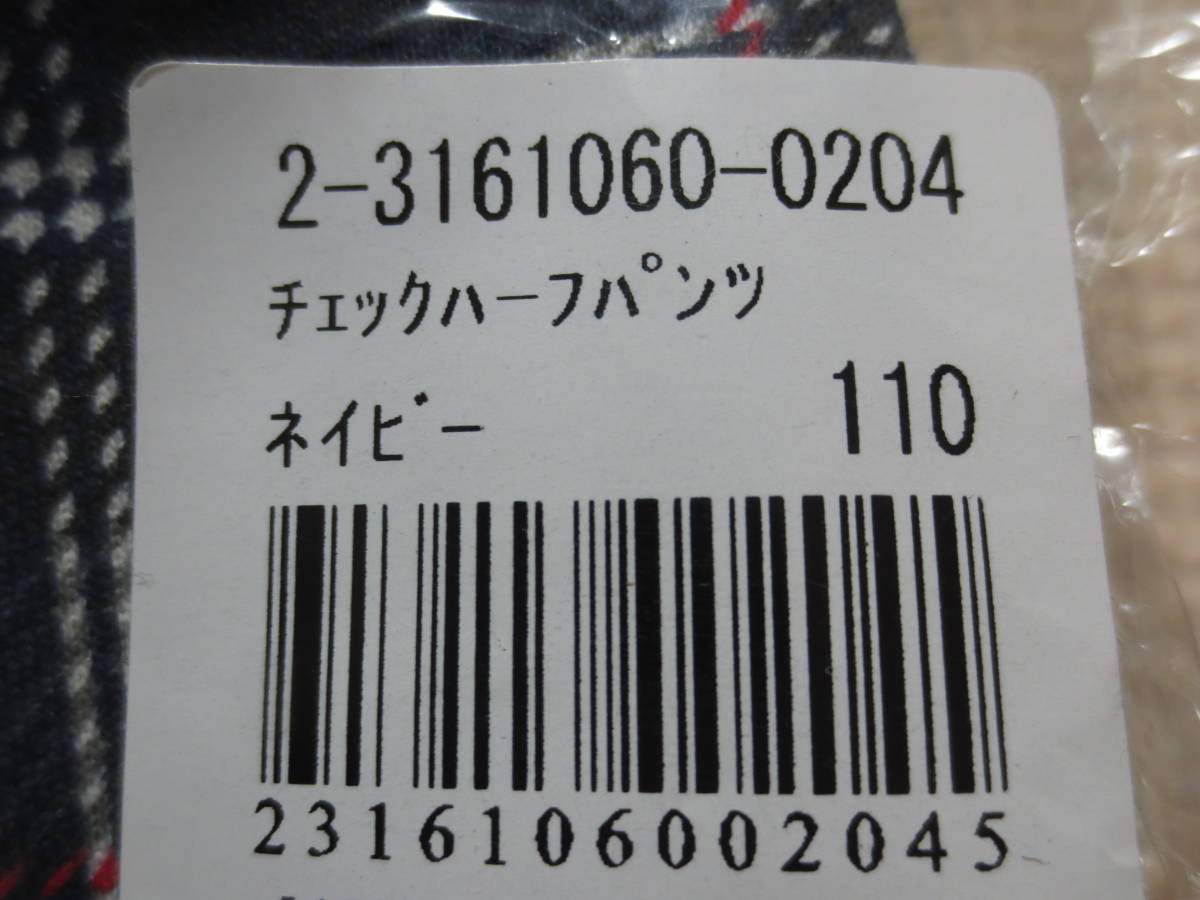 2-3161060-0204
ﾁｪｯｸﾊｰﾌﾊﾟﾝﾂ
ﾈｲﾋﾞｰ 110
2316106002045